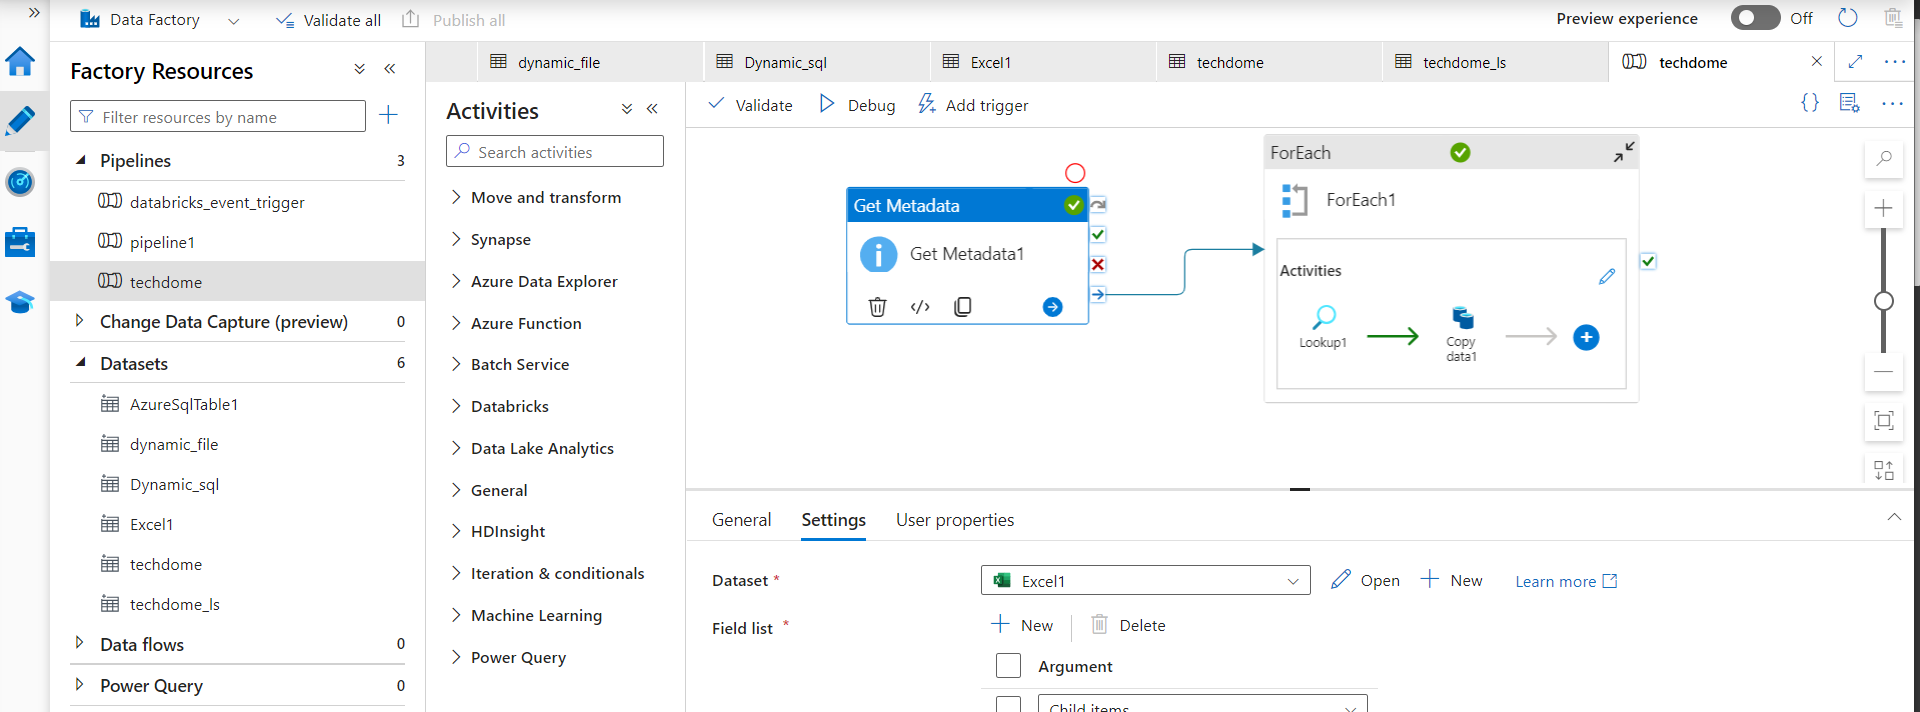 Data Factory
Validate all
Publish all
Preview experience
Off
Factory Resources
Filter resources by name
Pipelines 3
databricks_event_trigger
pipeline1
techdome
Change Data Capture (preview) 0
Datasets 6
AzureSqlTable1
dynamic_file
Dynamic_sql
Excel1
techdome
techdome_ls
Data flows 0
Power Query 0
dynamic_file
Dynamic_sql
Excel1
techdome
techdome_ls
techdome
Activities
Search activities
Move and transform
Synapse
Azure Data Explorer
Azure Function
Batch Service
Databricks
Data Lake Analytics
General
HDInsight
Iteration & conditionals
Machine Learning
Power Query
Validate
Debug
Add trigger
Get Metadata
Get Metadata1
ForEach
ForEach1
Activities
Lookup1
Copy
data1
General
Settings
User properties
Dataset *
Excel1
Open
New
Learn more
Field list *
New
Delete
Argument
Child items